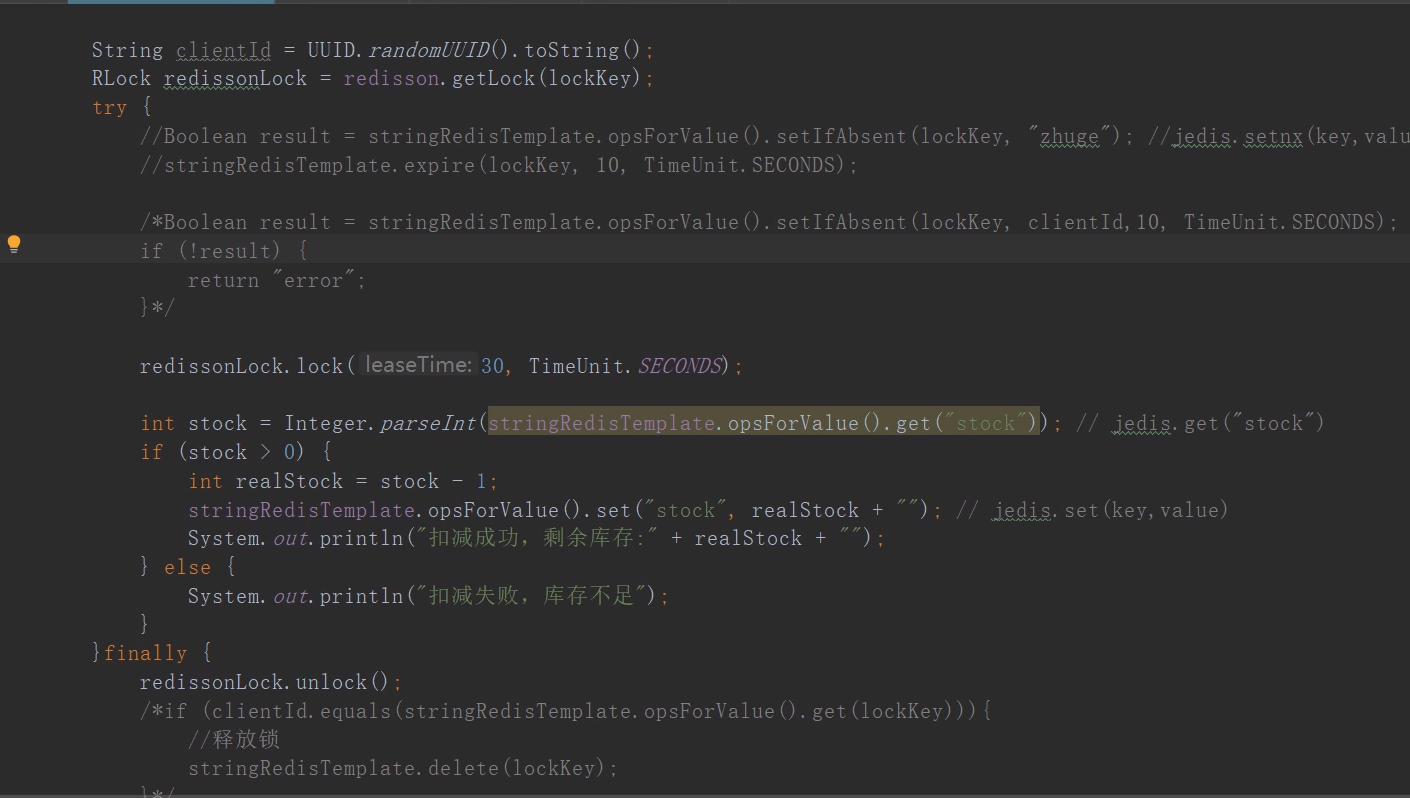 String clientId = UUID.randomUUID().toString();
RLock redissonLock = redisson.getLock(lockKey);
try {
//Boolean result = stringRedisTemplate.opsForValue().setIfAbsent(lockKey, "zhuge"); //jedis.setnx(key,valu
//stringRedisTemplate.expire(lockKey, 10, TimeUnit.SECONDS);
/*Boolean result = stringRedisTemplate.opsForValue().setIfAbsent(lockKey, clientId,10, TimeUnit.SECONDS);
if (!result) {
return "error";
}*/
redissonLock.lock( leaseTime: 30, TimeUnit.SECONDS);
int stock = Integer.parseInt(stringRedisTemplate.opsForValue().get("stock")); // jedis.get("stock")
if (stock > 0) {
int realStock = stock - 1;
stringRedisTemplate.opsForValue().set("stock", realStock + ""); // jedis.set(key,value)
System.out.println("扣减成功，剩余库存:" + realStock + "");
} else {
System.out.println("扣减失败，库存不足");
}
}finally {
redissonLock.unlock();
/*if (clientId.equals(stringRedisTemplate.opsForValue().get(lockKey))){
//释放锁
stringRedisTemplate.delete(lockKey);
}*/